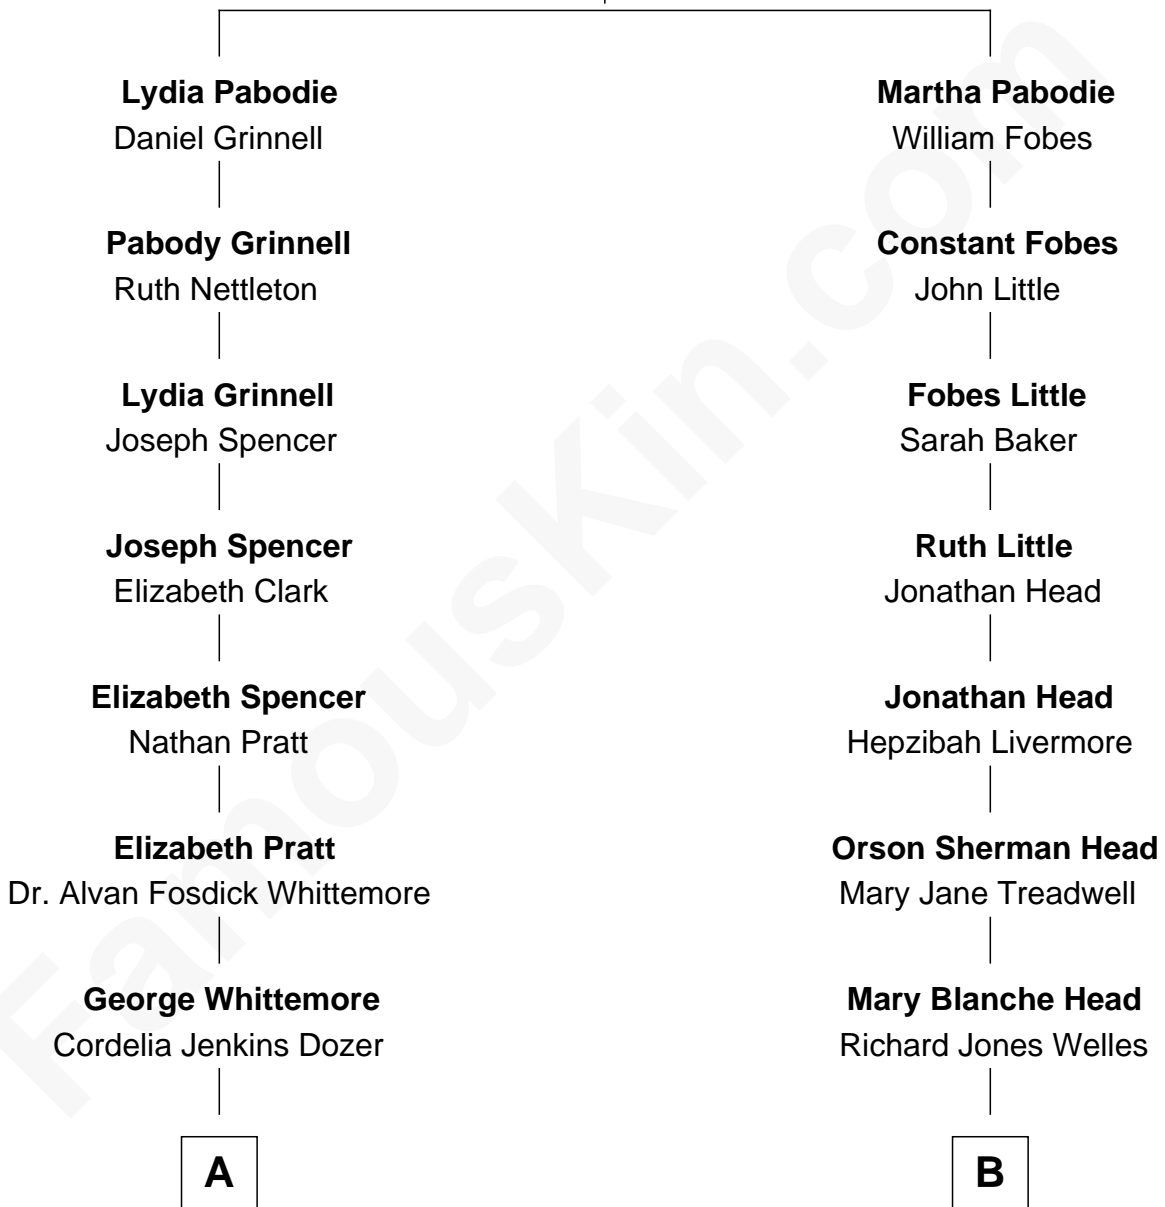 Lydia Pabodie
Daniel Grinnell
Pabody Grinnell
Ruth Nettleton
Lydia Grinnell
Joseph Spencer
Joseph Spencer
Elizabeth Clark
Elizabeth Spencer
Nathan Pratt
Elizabeth Pratt
Dr. Alvan Fosdick Whittemore
George Whittemore
Cordelia Jenkins Dozer
A
Martha Pabodie
William Fobes
Constant Fobes
John Little
Fobes Little
Sarah Baker
Ruth Little
Jonathan Head
Jonathan Head
Hepzibah Livermore
Orson Sherman Head
Mary Jane Treadwell
Mary Blanche Head
Richard Jones Welles
B
FamousKin.com